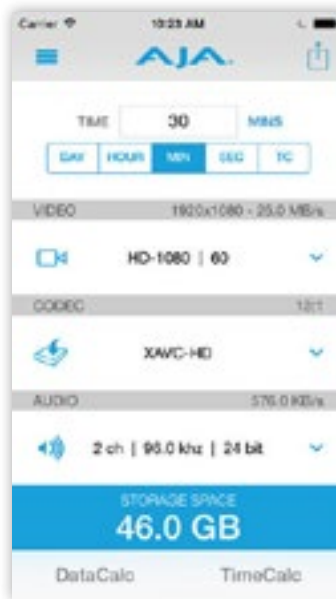 Carrier 10:23 AM
AJA
TIME 30 MINS
DAY HOUR MIN SEC TC
VIDEO 1920x1080 - 25.0 MB/s
HD-1080 | 60
CODEC 12:1
XAVC-HD
AUDIO 576.0 KB/s
2 ch | 96.0 khz | 24 bit
STORAGE SPACE
46.0 GB
DataCalc TimeCalc